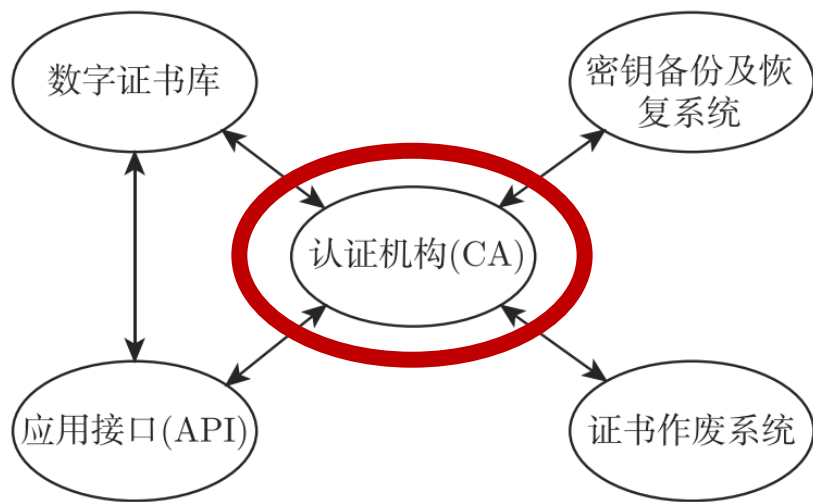 数字证书库
密钥备份及恢
复系统
认证机构(CA)
应用接口(API)
证书作废系统